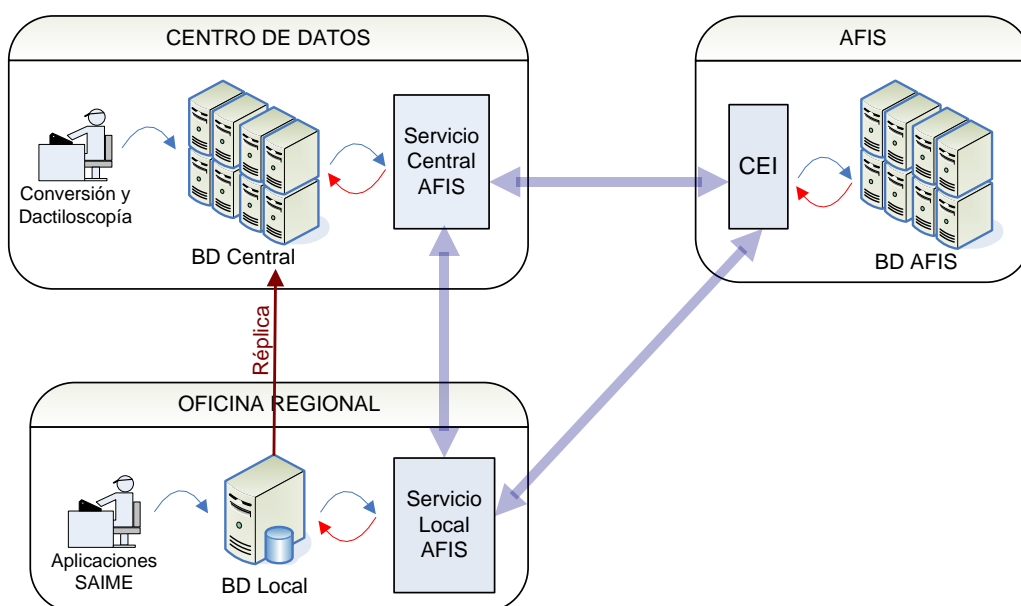 CENTRO DE DATOS
AFIS
Conversión y
Dactiloscopía
BD Central
Servicio
Central
AFIS
CEI
BD AFIS
Réplica
OFICINA REGIONAL
Aplicaciones
SAIME
BD Local
Servicio
Local
AFIS